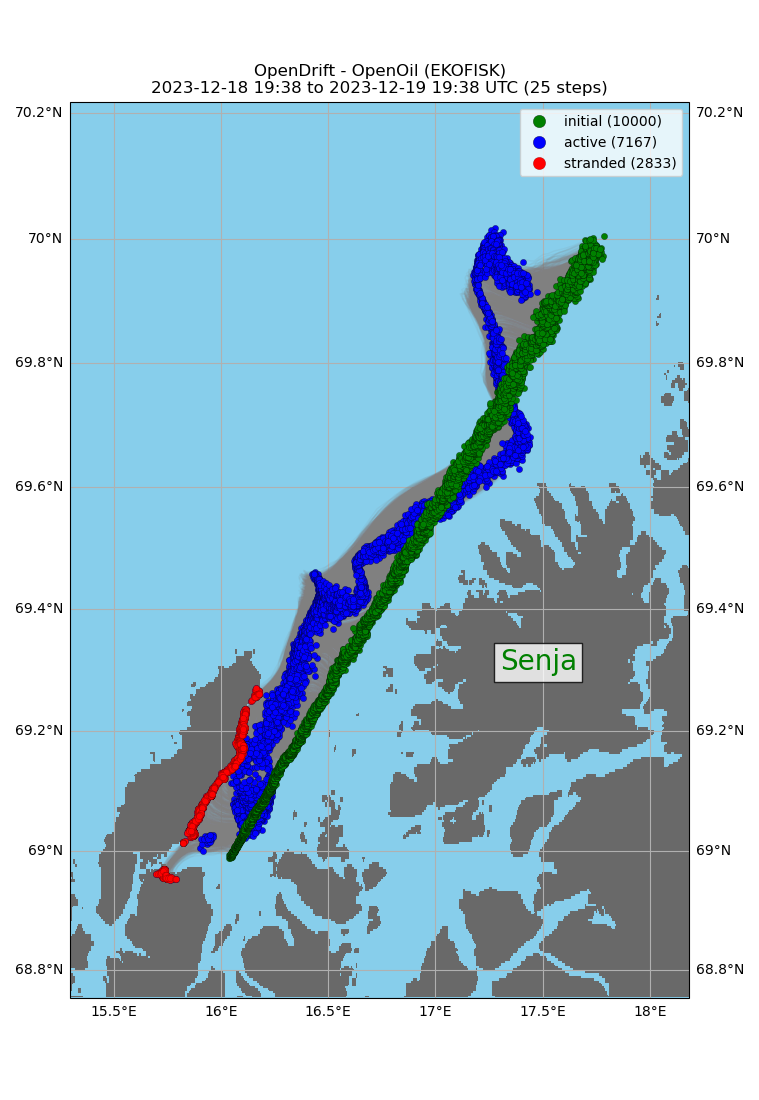 OpenDrift - OpenOil (EKOFISK)
2023-12-18 19:38 to 2023-12-19 19:38 UTC (25 steps)
initial (10000)
active (7167)
stranded (2833)
70.2°N 70.2°N
70°N 70°N
69.8°N 69.8°N
69.6°N 69.6°N
69.4°N 69.4°N
Senja
69.2°N 69.2°N
69°N 69°N
68.8°N 68.8°N
15.5°E 16°E 16.5°E 17°E 17.5°E 18°E